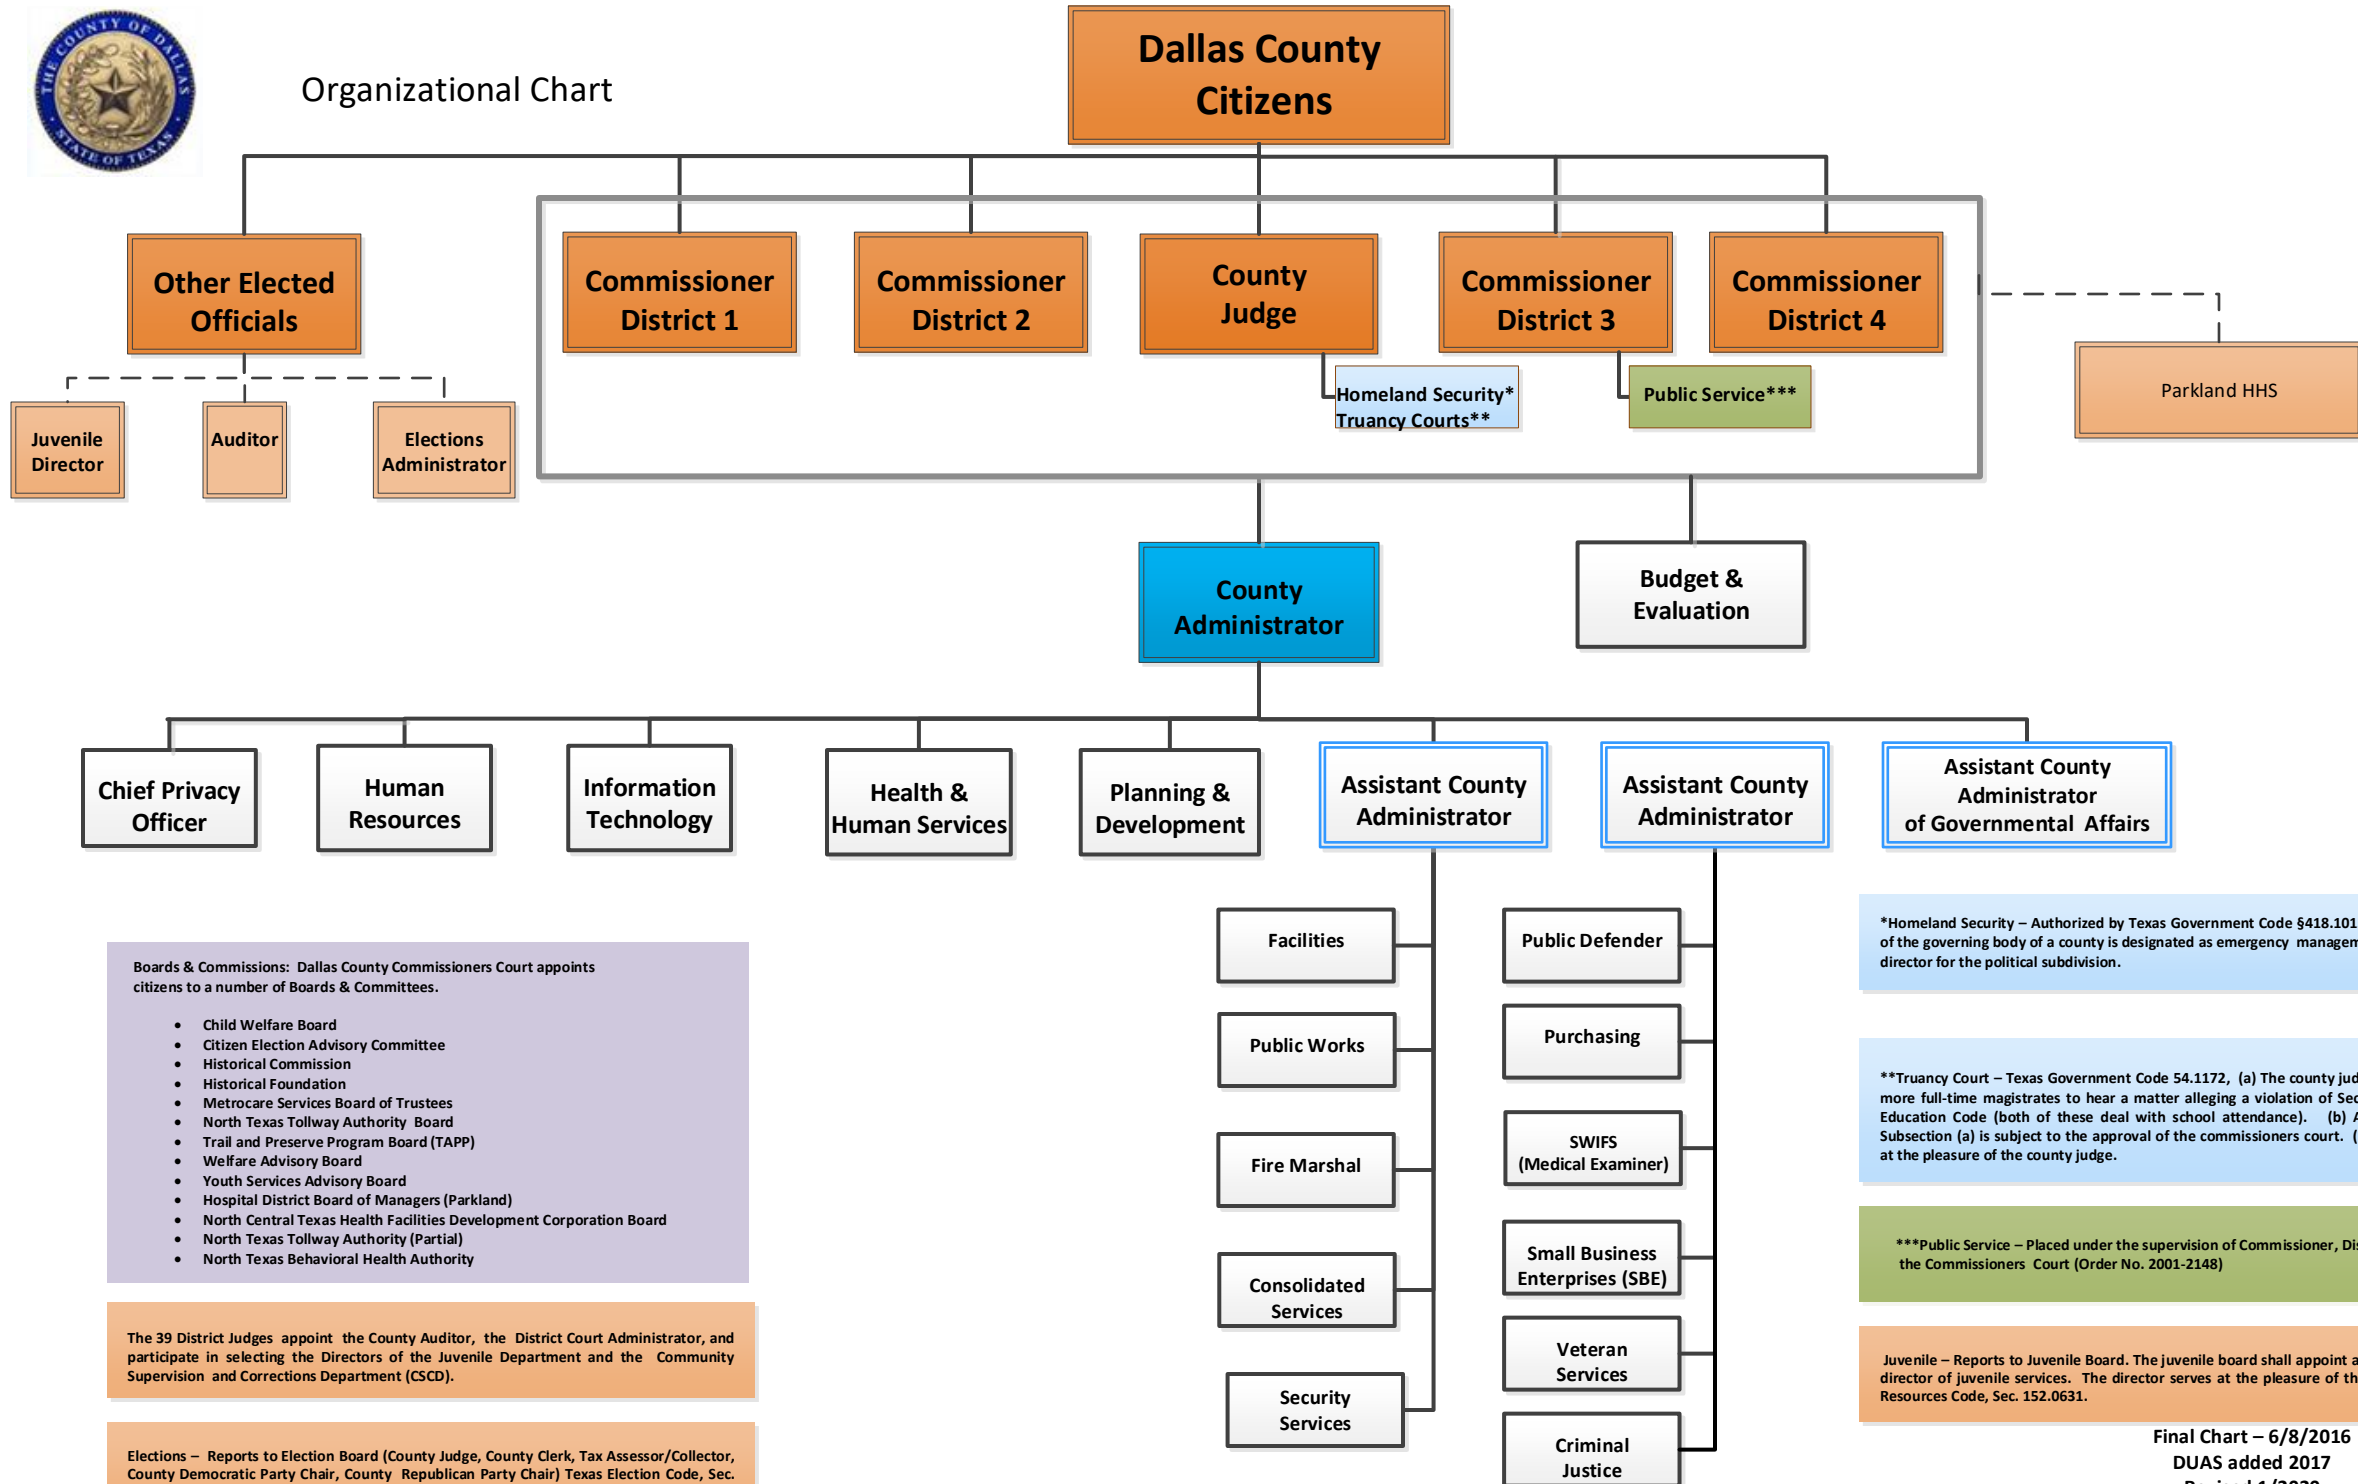 THE COUNTY OF DALLAS
STATE OF TEXAS
Organizational Chart
Dallas County
Citizens
Other Elected
Officials
Commissioner
District 1
Commissioner
District 2
County
Judge
Commissioner
District 3
Commissioner
District 4
Homeland Security*
Truancy Courts**
Public Service***
Parkland HHS
Juvenile
Director
Auditor
Elections
Administrator
County
Administrator
Budget &
Evaluation
Chief Privacy
Officer
Human
Resources
Information
Technology
Health &
Human Services
Planning &
Development
Assistant County
Administrator
Assistant County
Administrator
Assistant County
Administrator
of Governmental Affairs
Facilities
Public Works
Fire Marshal
Consolidated
Services
Security
Services
Public Defender
Purchasing
SWIFS
(Medical Examiner)
Small Business
Enterprises (SBE)
Veteran
Services
Criminal
Justice
Boards & Commissions: Dallas County Commissioners Court appoints
citizens to a number of Boards & Committees.
• Child Welfare Board
• Citizen Election Advisory Committee
• Historical Commission
• Historical Foundation
• Metrocare Services Board of Trustees
• North Texas Tollway Authority Board
• Trail and Preserve Program Board (TAPP)
• Welfare Advisory Board
• Youth Services Advisory Board
• Hospital District Board of Managers (Parkland)
• North Central Texas Health Facilities Development Corporation Board
• North Texas Tollway Authority (Partial)
• North Texas Behavioral Health Authority
The 39 District Judges appoint the County Auditor, the District Court Administrator, and
participate in selecting the Directors of the Juvenile Department and the Community
Supervision and Corrections Department (CSCD).
Elections – Reports to Election Board (County Judge, County Clerk, Tax Assessor/Collector,
County Democratic Party Chair, County Republican Party Chair) Texas Election Code, Sec.
*Homeland Security – Authorized by Texas Government Code §418.101
of the governing body of a county is designated as emergency
director for the political subdivision.
**Truancy Court – Texas Government Code 54.1172, (a) The county
more full-time magistrates to hear a matter alleging a violation of
Education Code (both of these deal with school attendance). (b)
Subsection (a) is subject to the approval of the commissioners court.
at the pleasure of the county judge.
***Public Service – Placed under the supervision of Commissioner,
the Commissioners Court (Order No. 2001-2148)
Juvenile – Reports to Juvenile Board. The juvenile board shall appoint
director of juvenile services. The director serves at the pleasure of
Resources Code, Sec. 152.0631.
Final Chart – 6/8/2016
DUAS added 2017